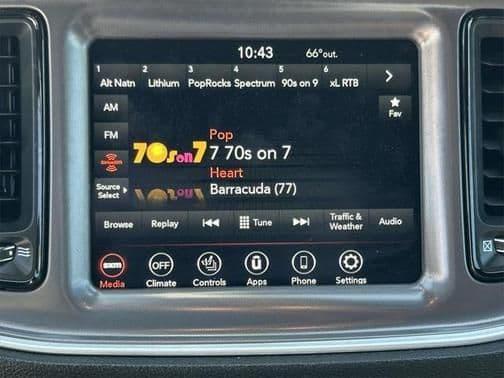 10:43 66° out.
1 2 3 4 5 6
Alt Natn Lithium PopRocks Spectrum 90s on 9 xL RTB
AM
Fav
FM
Pop
70s on 7 7 70s on 7
Heart
Source Select Barracuda (77)
Browse Replay Tune Traffic & Weather Audio
OFF
Media Climate Controls Apps Phone Settings